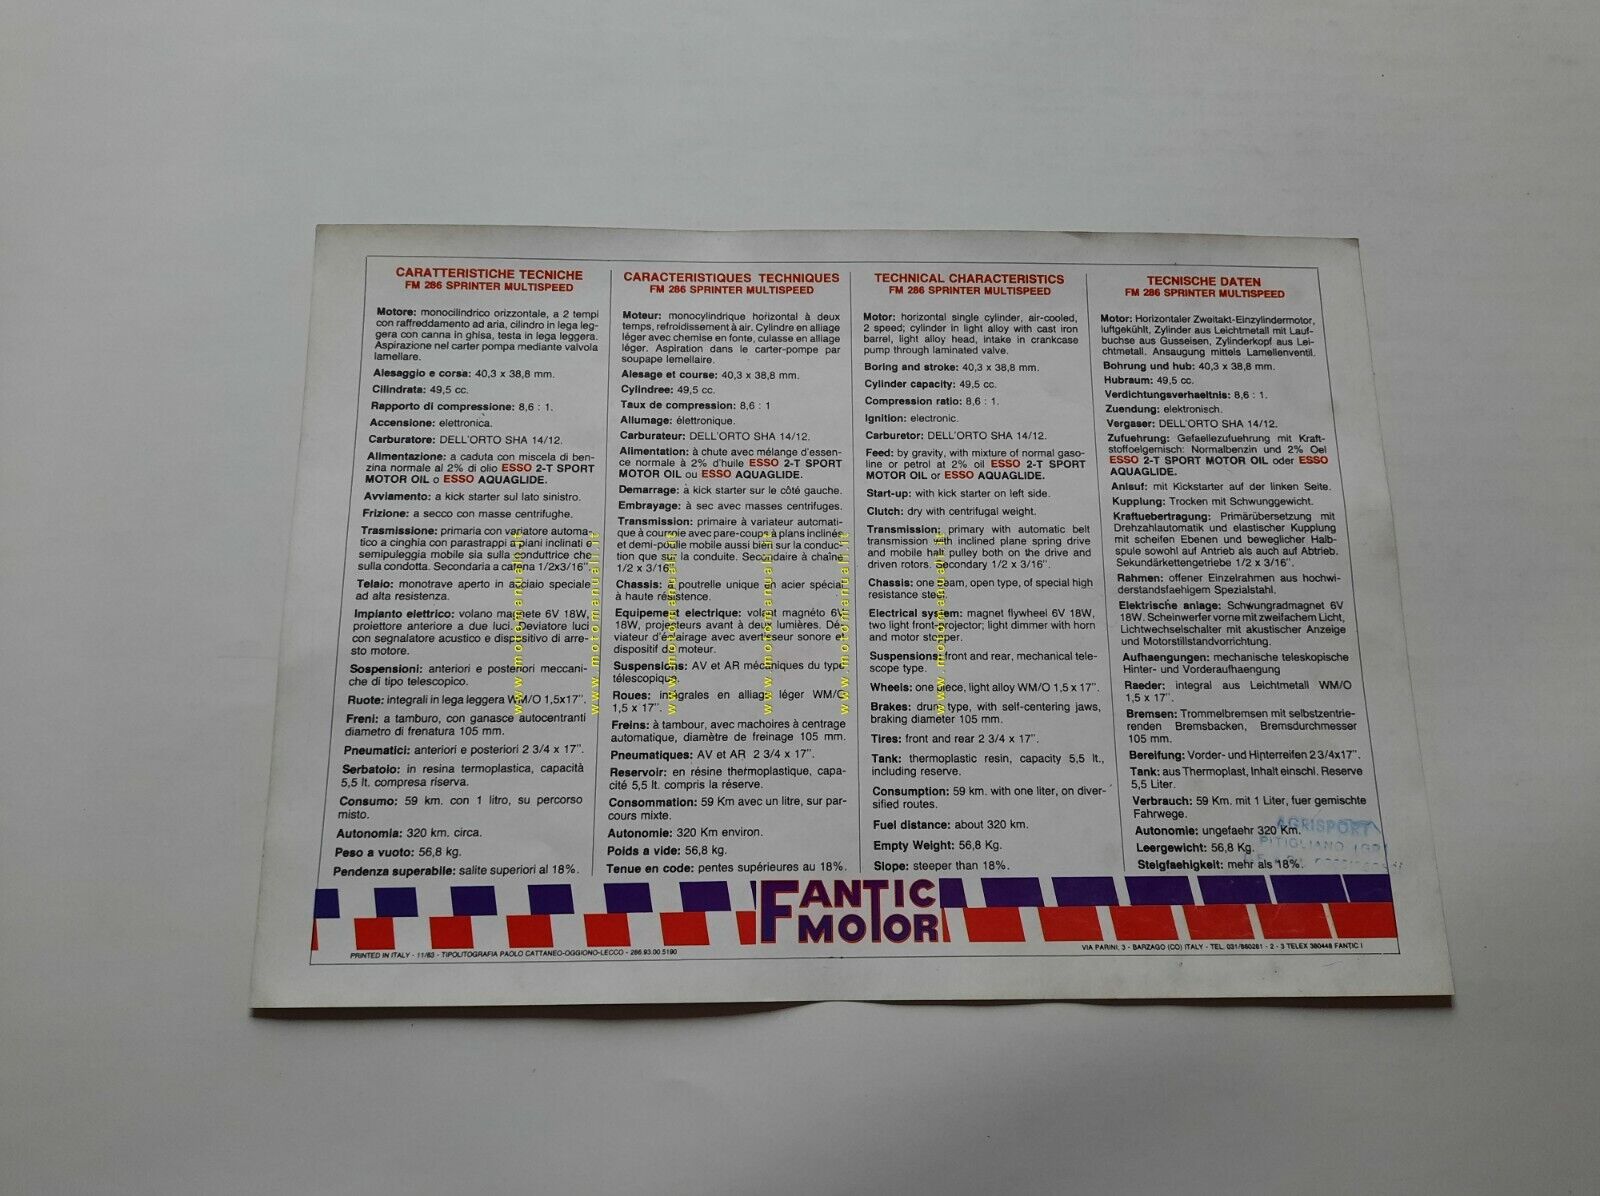 CARATTERISTICHE TECNICHE
FM 286 SPRINTER MULTISPEED
Motore: monocilindrico orizzontale, a 2 tempi
con raffreddamento ad aria, cilindro in lega leg-
gera con canna in ghisa, testa in lega leggera.
Aspirazione nel carter pompa mediante valvola
lamellare.
Alesaggio e corsa: 40,3 x 38,8 mm.
Cilindrata: 49,5 cc.
Rapporto di compressione: 8,6 : 1.
Accensione: elettronica.
Carburatore: DELL'ORTO SHA 14/12.
Alimentazione: a caduta con miscela di ben-
zina normale al 2% di olio ESSO 2-T SPORT
MOTOR OIL o ESSO AQUAGLIDE.
Avviamento: a kick starter sul lato sinistro.
Frizione: a secco con masse centrifughe.
Trasmissione: primaria con variatore automa-
tico a cinghia con parastrappi a piani inclinati e
semipuleggia mobile sia sulla conduttrice che
sulla condotta. Secondaria a catena 1/2x3/16".
Telaio: monotrave aperto in acciaio speciale
ad alta resistenza.
Impianto elettrico: volano magnete 6V 18W,
proiettore anteriore a due luci. Deviatore luci
con segnalatore acustico e dispositivo di arre-
sto motore.
Sospensioni: anteriori e posteriori meccani-
che di tipo telescopico.
Ruote: integrali in lega leggera WM/O 1,5x17".
Freni: a tamburo, con ganasce autocentranti
diametro di frenatura 105 mm.
Pneumatici: anteriori e posteriori 2 3/4 x 17".
Serbatoio: in resina termoplastica, capacità
5,5 lt. compresa riserva.
Consumo: 59 km. con 1 litro, su percorso
misto.
Autonomia: 320 km. circa.
Peso a vuoto: 56,8 kg.
Pendenza superabile: salite superiori al 18%.
CARACTERISTIQUES TECHNIQUES
FM 286 SPRINTER MULTISPEED
Moteur: monocylindrique horizontal à deux
temps, refroidissement à air. Cylindre en alliage
léger avec chemise en fonte, culasse en alliage
léger. Aspiration dans le carter-pompe par
soupape lemellaire.
Alesage et course: 40,3 x 38,8 mm.
Cylindree: 49,5 cc.
Taux de compression: 8,6 : 1
Allumage: élettronique.
Carburateur: DELL'ORTO SHA 14/12.
Alimentation: à chute avec mélange d'essen-
ce normale à 2% d'huile ESSO 2-T SPORT
MOTOR OIL ou ESSO AQUAGLIDE.
Demarrage: à kick starter sur le côté gauche.
Embrayage: à sec avec masses centrifuges.
Transmission: primaire à variateur automati-
que à courroie avec pare-coups à plans inclinés
et demi-poulie mobile aussi bien sur la conduc-
tion que sur la conduite. Secondaire à chaîne
1/2 x 3/16".
Chassis: à poutrelle unique en acier spécial
à haute résistence.
Equipement electrique: volant magnéto 6V
18W, projecteurs avant à deux lumières. Dé-
viateur d'éclairage avec avertisseur sonore et
dispositif du moteur.
Suspensions: AV et AR mécaniques du type
télescopique.
Roues: intégrales en alliage léger WM/O
1,5 x 17".
Freins: à tambour, avec machoires à centrage
automatique, diamètre de freinage 105 mm.
Pneumatiques: AV et AR 2 3/4 x 17".
Reservoir: en résine thermoplastique, capa-
cité 5,5 lt. compris la réserve.
Consommation: 59 Km avec un litre, sur par-
cours mixte.
Autonomie: 320 Km environ.
Poids a vide: 56,8 kg.
Tenue en code: pentes supérieures au 18%.
TECHNICAL CHARACTERISTICS
FM 286 SPRINTER MULTISPEED
Motor: horizontal single cylinder, air-cooled,
2 speed; cylinder in light alloy with cast iron
barrel, light alloy head, intake in crankcase
pump through laminated valve.
Boring and stroke: 40,3 x 38,8 mm.
Cylinder capacity: 49,5 cc.
Compression ratio: 8,6 : 1.
Ignition: electronic.
Carburetor: DELL'ORTO SHA 14/12.
Feed: by gravity, with mixture of normal gaso-
line or petrol at 2% oil ESSO 2-T SPORT
MOTOR OIL or ESSO AQUAGLIDE.
Start-up: with kick starter on left side.
Clutch: dry with centrifugal weight.
Transmission: primary with automatic belt
transmission with inclined plane spring drive
and mobile half pulley both on the drive and
driven rotors. Secondary 1/2 x 3/16".
Chassis: one beam, open type, of special high
resistance steel.
Electrical system: magnet flywheel 6V 18W,
two light front projector; light dimmer with horn
and motor stopper.
Suspensions: front and rear, mechanical tele-
scope type.
Wheels: one piece, light alloy WM/O 1,5 x 17".
Brakes: drum type, with self-centering jaws,
braking diameter 105 mm.
Tires: front and rear 2 3/4 x 17".
Tank: thermoplastic resin, capacity 5,5 lt.,
including reserve.
Consumption: 59 km. with one liter, on diver-
sified routes.
Fuel distance: about 320 km.
Empty Weight: 56,8 kg.
Slope: steeper than 18%.
TECNISCHE DATEN
FM 286 SPRINTER MULTISPEED
Motor: Horizontaler Zweitakt-Einzylindermotor,
luftgekühlt, Zylinder aus Leichtmetall mit Lauf-
buchse aus Gusseisen, Zylinderkopf aus Lei-
chtmetall. Ansaugung mittels Lamellenventil.
Bohrung und hub: 40,3 x 38,8 mm.
Hubraum: 49,5 cc.
Verdichtungsverhaeltnis: 8,6 : 1.
Zuendung: elektronisch.
Vergaser: DELL'ORTO SHA 14/12.
Zufuehrung: Gefaellezufuehrung mit Kraft-
stoffoelgemisch: Normalbenzin und 2% Oel
ESSO 2-T SPORT MOTOR OIL oder ESSO
AQUAGLIDE.
Anlauf: mit Kickstarter auf der linken Seite.
Kupplung: Trocken mit Schwunggewicht.
Kraftuebertragung: Primärübersetzung mit
Drehzahlautomatik und elastischer Kupplung
mit scheifen Ebenen und beweglicher Halb-
spule sowohl auf Antrieb als auch auf Abtrieb.
Sekundärkettengetriebe 1/2 x 3/16".
Rahmen: offener Einzelrahmen aus hochwi-
derstandsfaehigem Spezialstahl.
Elektrische anlage: Schwungradmagnet 6V
18W. Scheinwerfer vorne mit zweifachem Licht,
Lichtwechselschalter mit akustischer Anzeige
und Motorstillstandvorrichtung.
Aufhaengungen: mechanische teleskopische
Hinter- und Vorderaufhaengung
Raeder: integral aus Leichtmetall WM/O
1,5 x 17".
Bremsen: Trommelbremsen mit selbstzentrie-
renden Bremsbacken, Bremsdurchmesser
105 mm.
Bereifung: Vorder- und Hinterreifen 2 3/4x17".
Tank: aus Thermoplast, Inhalt einschl. Reserve
5,5 Liter.
Verbrauch: 59 Km. mit 1 Liter, fuer gemischte
Fahrwege.
Autonomie: ungefaehr 320 Km.
Leergewicht: 56,8 Kg.
Steigfaehigkeit: mehr als 18%.
AGRISPORT
PITIGLIANO (GR)
www.motomanuali.it
www.motomanuali.it
www.motomanuali.it
www.motomanuali.it
www.motomanuali.it
www.motomanuali.it
FANTIC
MOTOR
PRINTED IN ITALY - 11/83 - TIPOLITOGRAFIA PAOLO CATTANEO-OGGIONO-LECCO - 286.93.00 5190
VIA PARINI, 3 - BARZAGO (CO) ITALY - TEL. 031/860281 - 2 - 3 TELEX 380448 FANTIC I